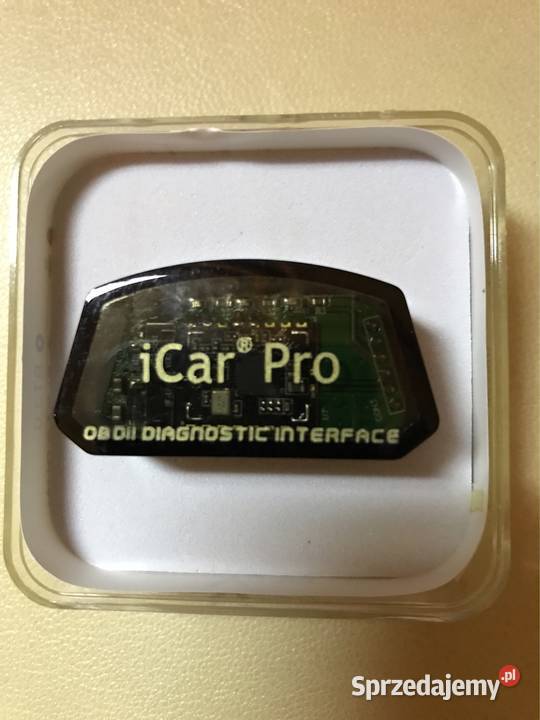 iCar® Pro
OBDII DIAGNOSTIC INTERFACE
Sprzedajemy.pl